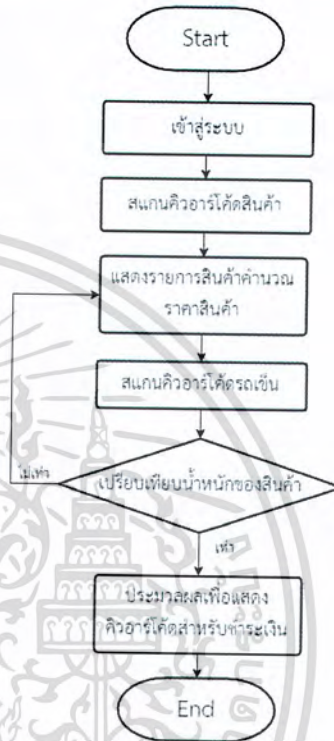 Start
เข้าสู่ระบบ
สแกนคิวอาร์โค้ดสินค้า
แสดงรายการสินค้าคำนวณ
ราคาสินค้า
สแกนคิวอาร์โค้ดรถเข็น
เปรียบเทียบน้ำหนักของสินค้า
ไม่เท่า
เท่า
ประมวลผลเพื่อแสดง
คิวอาร์โค้ดสำหรับชำระเงิน
End